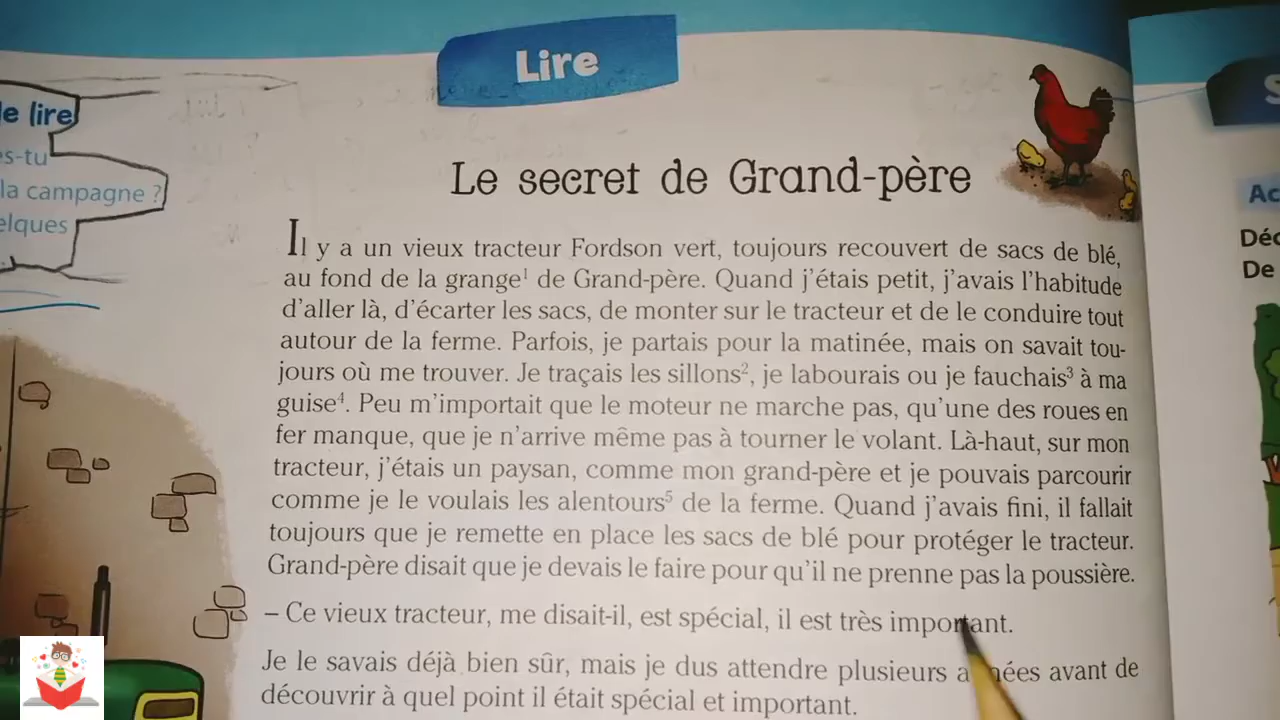 Lire
le lire
es-tu
la campagne ?
elques
Le secret de Grand-père
Il y a un vieux tracteur Fordson vert, toujours recouvert de sacs de blé,
au fond de la grange¹ de Grand-père. Quand j'étais petit, j'avais l'habitude
d'aller là, d'écarter les sacs, de monter sur le tracteur et de le conduire tout
autour de la ferme. Parfois, je partais pour la matinée, mais on savait tou-
jours où me trouver. Je traçais les sillons², je labourais ou je fauchais³ à ma
guise⁴. Peu m'importait que le moteur ne marche pas, qu'une des roues en
fer manque, que je n'arrive même pas à tourner le volant. Là-haut, sur mon
tracteur, j'étais un paysan, comme mon grand-père et je pouvais parcourir
comme je le voulais les alentours⁵ de la ferme. Quand j'avais fini, il fallait
toujours que je remette en place les sacs de blé pour protéger le tracteur.
Grand-père disait que je devais le faire pour qu'il ne prenne pas la poussière.
– Ce vieux tracteur, me disait-il, est spécial, il est très important.
Je le savais déjà bien sûr, mais je dus attendre plusieurs années avant de
découvrir à quel point il était spécial et important.
S
Ac
Déc
De